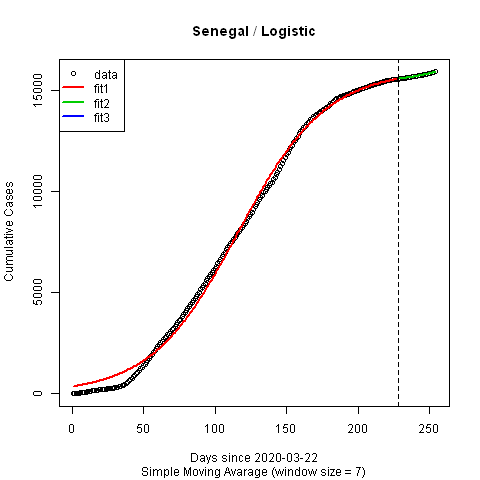 Senegal / Logistic
data
fit1
fit2
fit3
Cumulative Cases
0
5000
10000
15000
0
50
100
150
200
250
Days since 2020-03-22
Simple Moving Avarage (window size = 7)